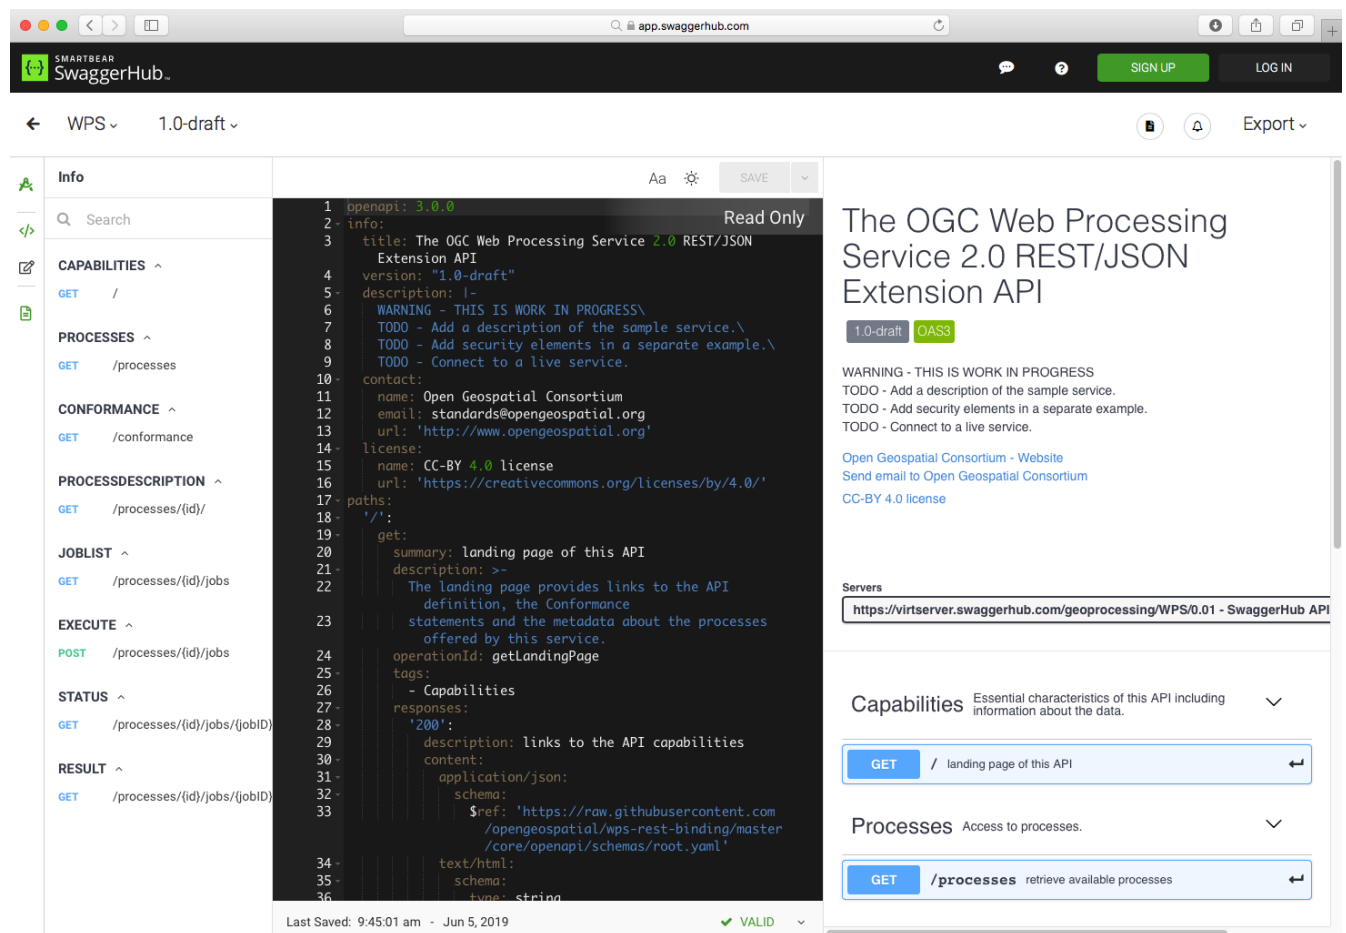 app.swaggerhub.com
SMARTBEAR
SwaggerHub™
SIGN UP
LOG IN
WPS
1.0-draft
Export
Info
Search
CAPABILITIES
GET /
PROCESSES
GET /processes
CONFORMANCE
GET /conformance
PROCESSDESCRIPTION
GET /processes/{id}/
JOBLIST
GET /processes/{id}/jobs
EXECUTE
POST /processes/{id}/jobs
STATUS
GET /processes/{id}/jobs/{jobID}
RESULT
GET /processes/{id}/jobs/{jobID}
Aa
SAVE
Read Only
1 openapi: 3.0.0
2 info:
3 title: The OGC Web Processing Service 2.0 REST/JSON
Extension API
4 version: "1.0-draft"
5 description: |-
6 WARNING - THIS IS WORK IN PROGRESS\
7 TODO - Add a description of the sample service.\
8 TODO - Add security elements in a separate example.\
9 TODO - Connect to a live service.
10 contact:
11 name: Open Geospatial Consortium
12 email: standards@opengeospatial.org
13 url: 'http://www.opengeospatial.org'
14 license:
15 name: CC-BY 4.0 license
16 url: 'https://creativecommons.org/licenses/by/4.0/'
17 paths:
18 '/':
19 get:
20 summary: landing page of this API
21 description: >-
22 The landing page provides links to the API
definition, the Conformance
23 statements and the metadata about the processes
offered by this service.
24 operationId: getLandingPage
25 tags:
26 - Capabilities
27 responses:
28 '200':
29 description: links to the API capabilities
30 content:
31 application/json:
32 schema:
33 $ref: 'https://raw.githubusercontent.com
/opengeospatial/wps-rest-binding/master
/core/openapi/schemas/root.yaml'
34 text/html:
35 schema:
36 type: string
Last Saved: 9:45:01 am - Jun 5, 2019
VALID
The OGC Web Processing
Service 2.0 REST/JSON
Extension API
1.0-draft OAS3
WARNING - THIS IS WORK IN PROGRESS
TODO - Add a description of the sample service.
TODO - Add security elements in a separate example.
TODO - Connect to a live service.
Open Geospatial Consortium - Website
Send email to Open Geospatial Consortium
CC-BY 4.0 license
Servers
https://virtserver.swaggerhub.com/geoprocessing/WPS/0.01 - SwaggerHub API
Capabilities Essential characteristics of this API including
information about the data.
GET / landing page of this API
Processes Access to processes.
GET /processes retrieve available processes